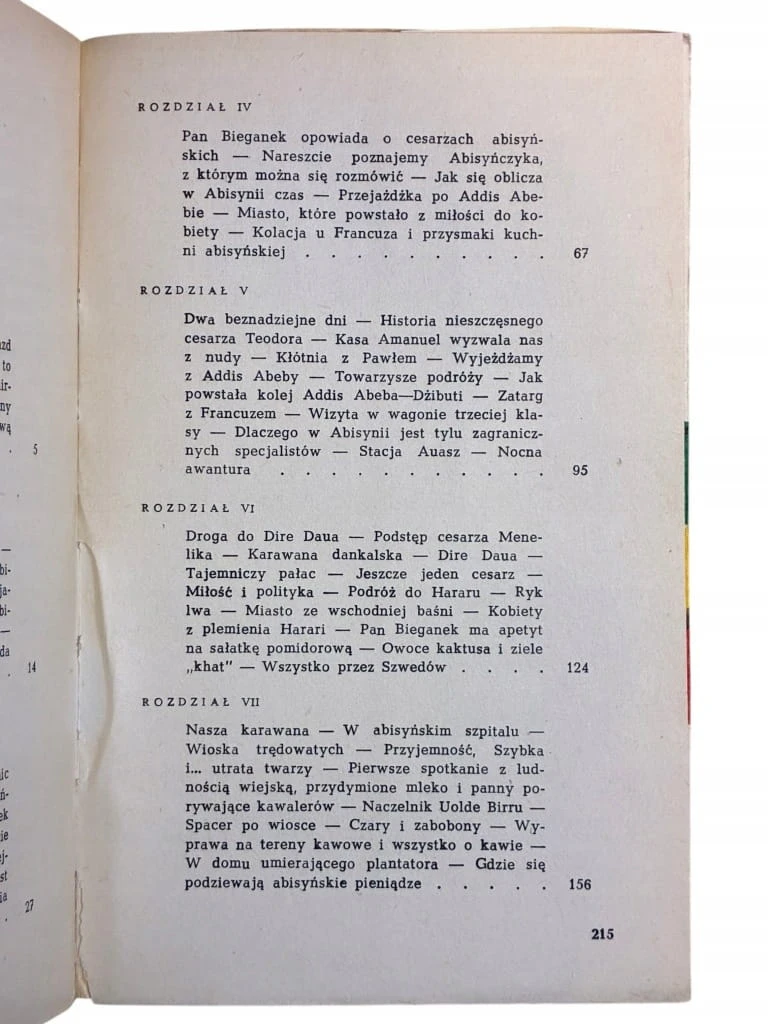 ROZDZIAŁ IV
Pan Bieganek opowiada o cesarzach abisyń-
skich — Nareszcie poznajemy Abisyńczyka,
z którym można się rozmówić — Jak się oblicza
w Abisynii czas — Przejażdżka po Addis Abe-
bie — Miasto, które powstało z miłości do ko-
biety — Kolacja u Francuza i przysmaki kuch-
ni abisyńskiej . . . . . . . . . . 67
ROZDZIAŁ V
Dwa beznadziejne dni — Historia nieszczęsnego
cesarza Teodora — Kasa Amanuel wyzwala nas
z nudy — Kłótnia z Pawłem — Wyjeżdżamy
z Addis Abeby — Towarzysze podróży — Jak
powstała kolej Addis Abeba—Dżibuti — Zatarg
z Francuzem — Wizyta w wagonie trzeciej kla-
sy — Dlaczego w Abisynii jest tylu zagranicz-
nych specjalistów — Stacja Auasz — Nocna
awantura . . . . . . . . . . . 95
ROZDZIAŁ VI
Droga do Dire Daua — Podstęp cesarza Mene-
lika — Karawana dankalska — Dire Daua —
Tajemniczy pałac — Jeszcze jeden cesarz —
Miłość i polityka — Podróż do Hararu — Ryk
lwa — Miasto ze wschodniej baśni — Kobiety
z plemienia Harari — Pan Bieganek ma apetyt
na sałatkę pomidorową — Owoce kaktusa i ziele
„khat" — Wszystko przez Szwedów . . . . 124
ROZDZIAŁ VII
Nasza karawana — W abisyńskim szpitalu —
Wioska trędowatych — Przyjemność, Szybka
i... utrata twarzy — Pierwsze spotkanie z lud-
nością wiejską, przydymione mleko i panny po-
rywające kawalerów — Naczelnik Uolde Birru —
Spacer po wiosce — Czary i zabobony — Wy-
prawa na tereny kawowe i wszystko o kawie —
W domu umierającego plantatora — Gdzie się
podziewają abisyńskie pieniądze . . . . . 156
215
5
14
27